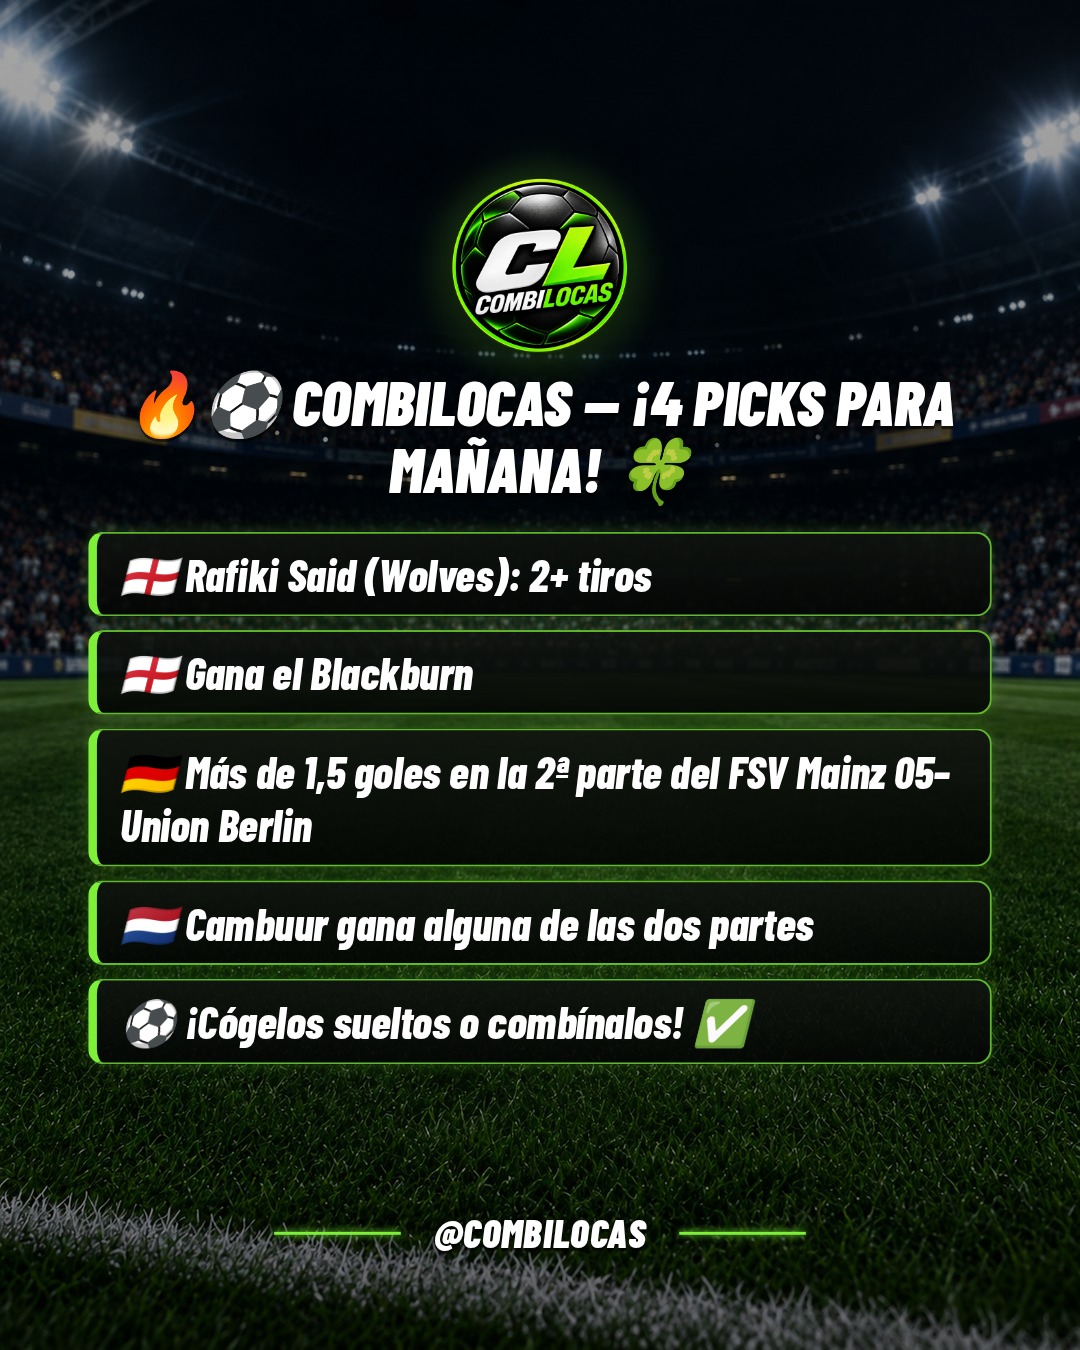 CL
COMBILOCAS
🔥⚽ COMBILOCAS – ¡4 PICKS PARA
MAÑANA! 🍀
🏴󠁧󠁢󠁥󠁮󠁧󠁿 Rafiki Said (Wolves): 2+ tiros
🏴󠁧󠁢󠁥󠁮󠁧󠁿 Gana el Blackburn
🇩🇪 Más de 1,5 goles en la 2ª parte del FSV Mainz 05–
Union Berlin
🇳🇱 Cambuur gana alguna de las dos partes
⚽ ¡Cógelos sueltos o combínalos! ✅
@COMBILOCAS